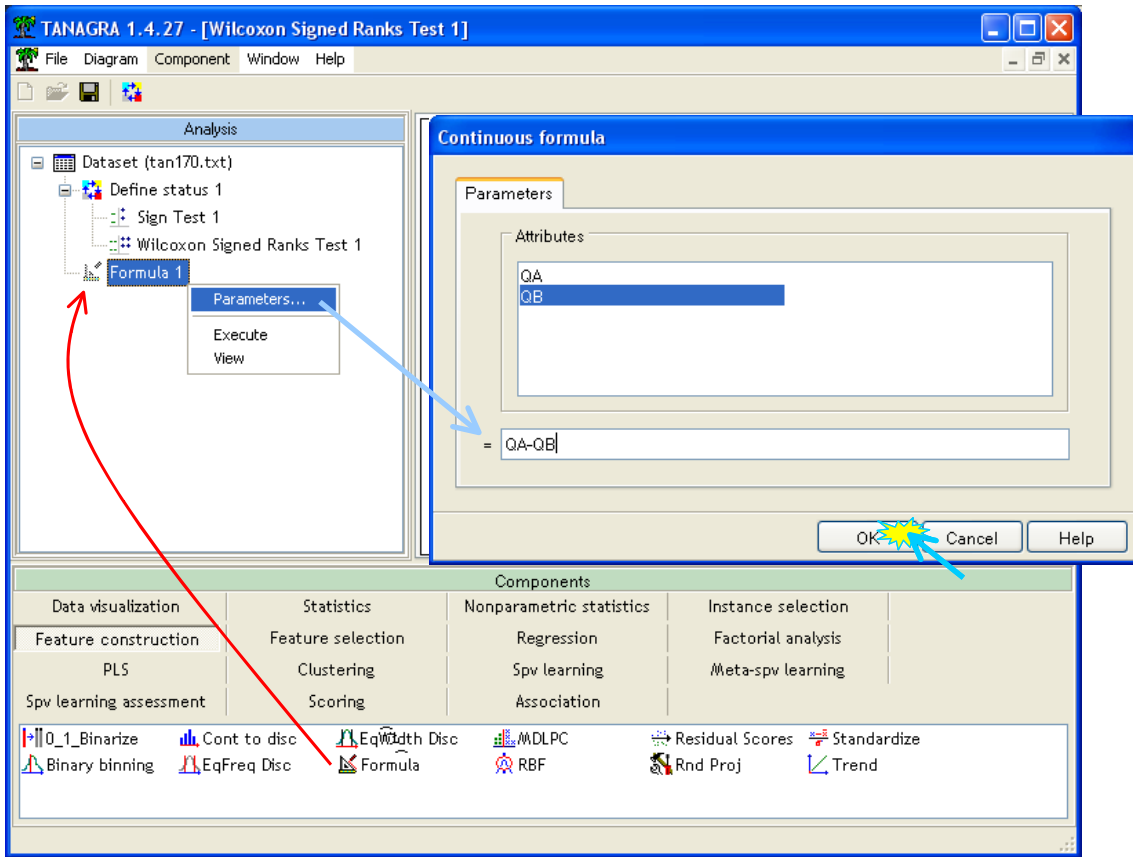 TANAGRA 1.4.27 - [Wilcoxon Signed Ranks Test 1]
File Diagram Component Window Help
Analysis
Dataset (tan170.txt)
Define status 1
Sign Test 1
Wilcoxon Signed Ranks Test 1
Formula 1
Parameters...
Execute
View
Continuous formula
Parameters
Attributes
QA
QB
= QA-QB
OK Cancel Help
Components
Data visualization Statistics Nonparametric statistics Instance selection
Feature construction Feature selection Regression Factorial analysis
PLS Clustering Spv learning Meta-spv learning
Spv learning assessment Scoring Association
0_1_Binarize Cont to disc EqWidth Disc MDLPC Residual Scores Standardize
Binary binning EqFreq Disc Formula RBF Rnd Proj Trend